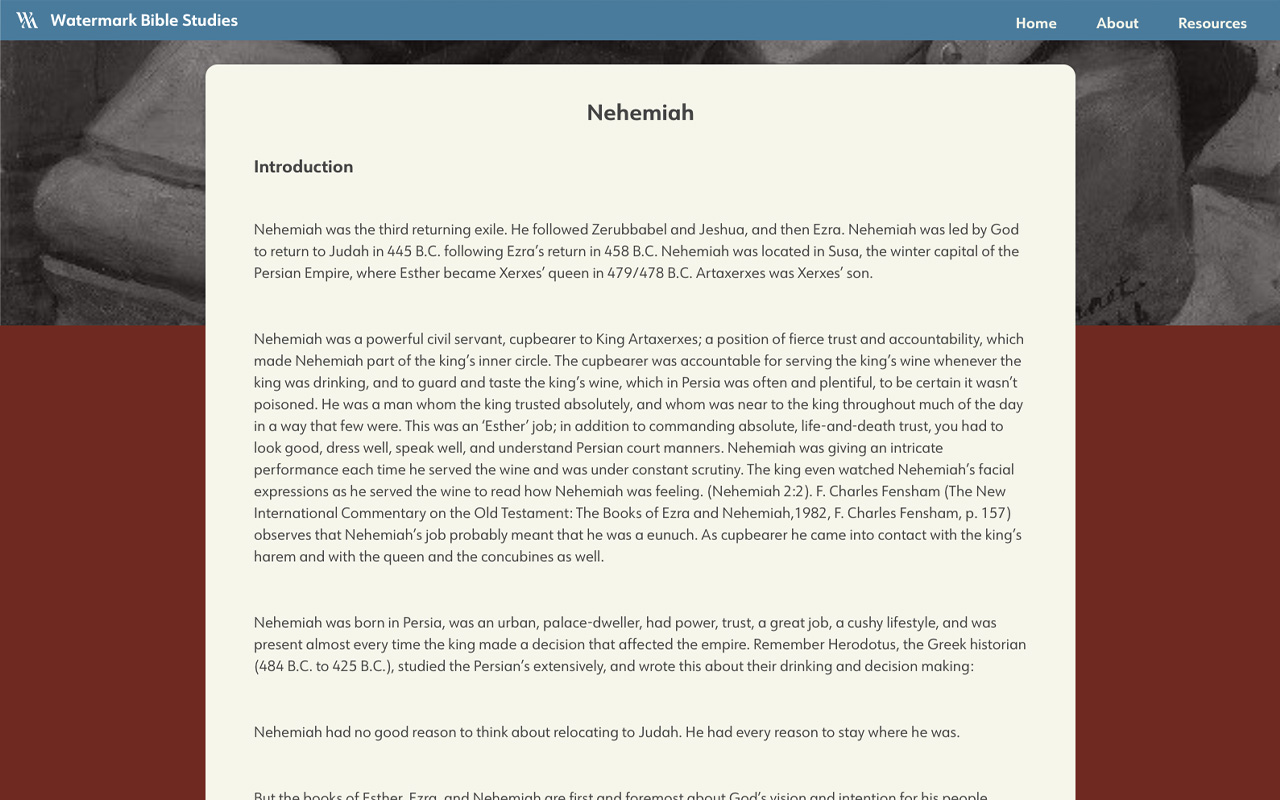 Watermark Bible Studies
Home About Resources
Nehemiah
Introduction
Nehemiah was the third returning exile. He followed Zerubbabel and Jeshua, and then Ezra. Nehemiah was led by God
to return to Judah in 445 B.C. following Ezra’s return in 458 B.C. Nehemiah was located in Susa, the winter capital of the
Persian Empire, where Esther became Xerxes’ queen in 479/478 B.C. Artaxerxes was Xerxes’ son.
Nehemiah was a powerful civil servant, cupbearer to King Artaxerxes; a position of fierce trust and accountability, which
made Nehemiah part of the king’s inner circle. The cupbearer was accountable for serving the king’s wine whenever the
king was drinking, and to guard and taste the king’s wine, which in Persia was often and plentiful, to be certain it wasn’t
poisoned. He was a man whom the king trusted absolutely, and whom was near to the king throughout much of the day
in a way that few were. This was an ‘Esther’ job; in addition to commanding absolute, life-and-death trust, you had to
look good, dress well, speak well, and understand Persian court manners. Nehemiah was giving an intricate
performance each time he served the wine and was under constant scrutiny. The king even watched Nehemiah’s facial
expressions as he served the wine to read how Nehemiah was feeling. (Nehemiah 2:2). F. Charles Fensham (The New
International Commentary on the Old Testament: The Books of Ezra and Nehemiah,1982, F. Charles Fensham, p. 157)
observes that Nehemiah’s job probably meant that he was a eunuch. As cupbearer he came into contact with the king’s
harem and with the queen and the concubines as well.
Nehemiah was born in Persia, was an urban, palace-dweller, had power, trust, a great job, a cushy lifestyle, and was
present almost every time the king made a decision that affected the empire. Remember Herodotus, the Greek historian
(484 B.C. to 425 B.C.), studied the Persian’s extensively, and wrote this about their drinking and decision making:
Nehemiah had no good reason to think about relocating to Judah. He had every reason to stay where he was.
But the books of Esther, Ezra, and Nehemiah are first and foremost about God’s vision and intention for his people